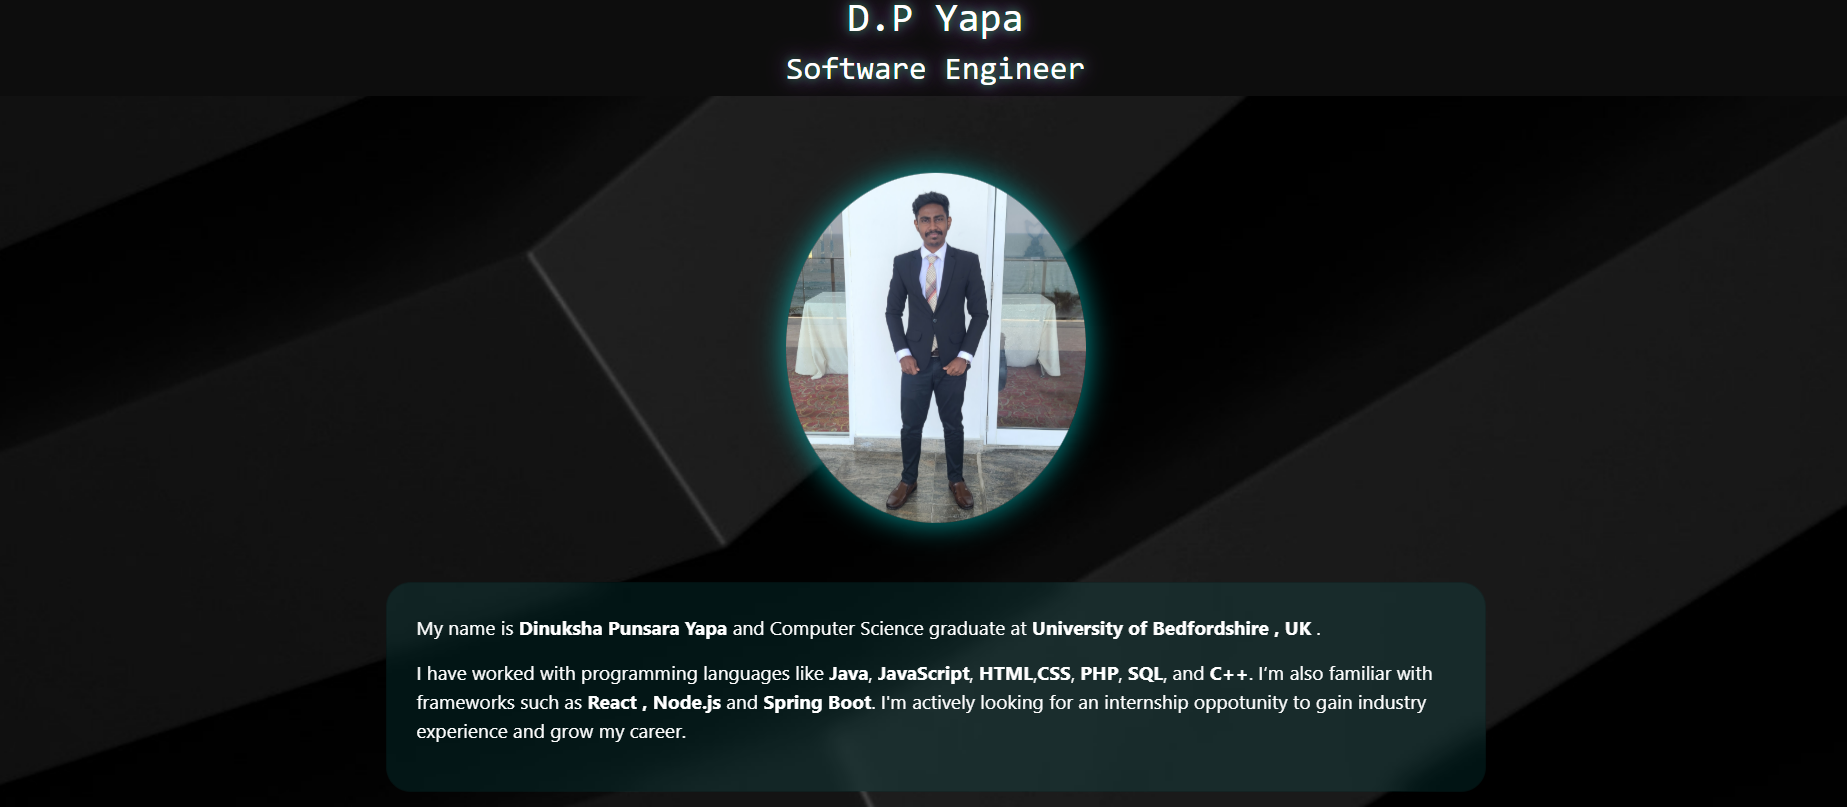 D.P Yapa
Software Engineer
My name is Dinuksha Punsara Yapa and Computer Science graduate at University of Bedfordshire , UK .
I have worked with programming languages like Java, JavaScript, HTML,CSS, PHP, SQL, and C++. I’m also familiar with
frameworks such as React , Node.js and Spring Boot. I'm actively looking for an internship oppotunity to gain industry
experience and grow my career.